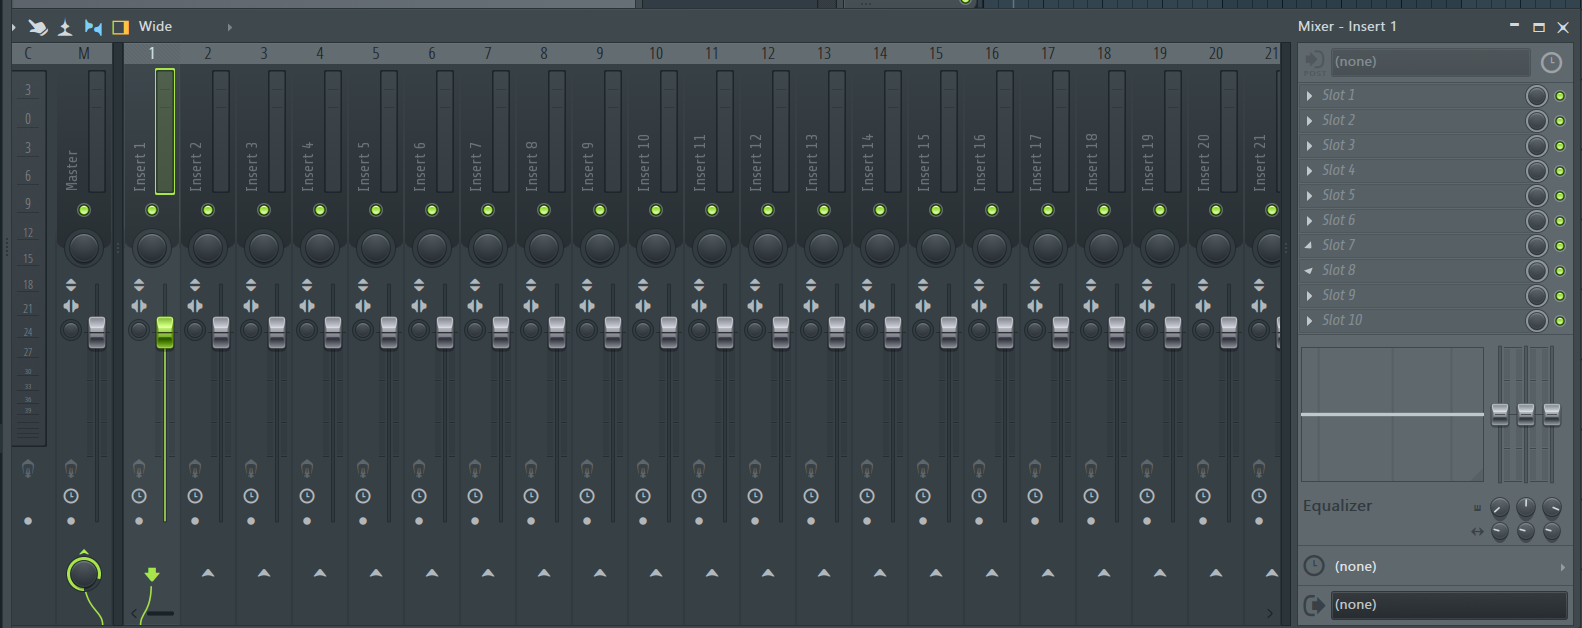 Wide
Mixer - Insert 1
C M 1 2 3 4 5 6 7 8 9 10 11 12 13 14 15 16 17 18 19 20 21
(none)
POST
Slot 1
Slot 2
Slot 3
Slot 4
Slot 5
Slot 6
Slot 7
Slot 8
Slot 9
Slot 10
3
0
3
6
9
12
15
18
21
24
27
30
33
36
39
Master
Insert 1
Insert 2
Insert 3
Insert 4
Insert 5
Insert 6
Insert 7
Insert 8
Insert 9
Insert 10
Insert 11
Insert 12
Insert 13
Insert 14
Insert 15
Insert 16
Insert 17
Insert 18
Insert 19
Insert 20
Insert 21
Equalizer
(none)
(none)